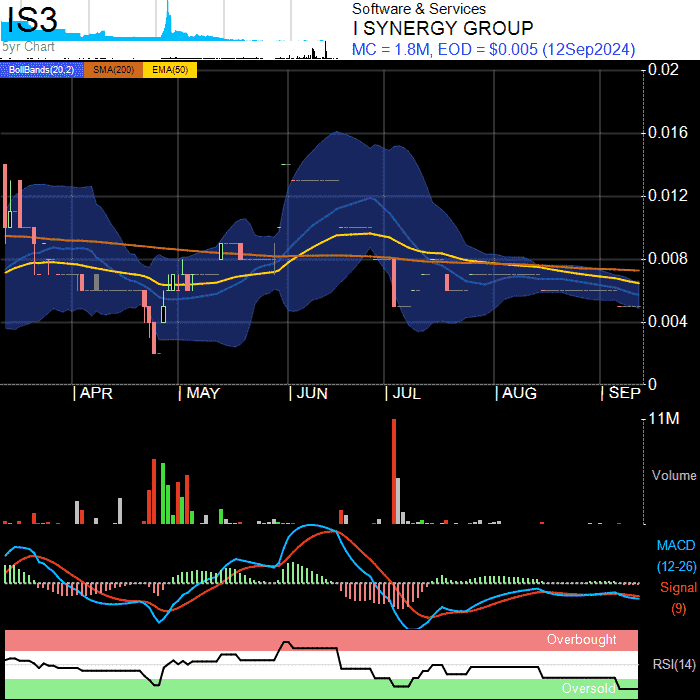 IS3
5yr Chart
Software & Services
I SYNERGY GROUP
MC = 1.8M, EOD = $0.005 (12Sep2024)
BollBands(20,2) SMA(200) EMA(50)
0.02
0.016
0.012
0.008
0.004
0
APR MAY JUN JUL AUG SEP
11M
Volume
MACD
(12-26)
Signal
(9)
Overbought
RSI(14)
Oversold